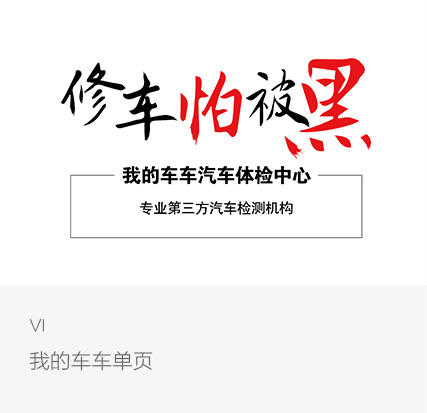 修车怕被黑
我的车车汽车体检中心
专业第三方汽车检测机构
VI
我的车车单页